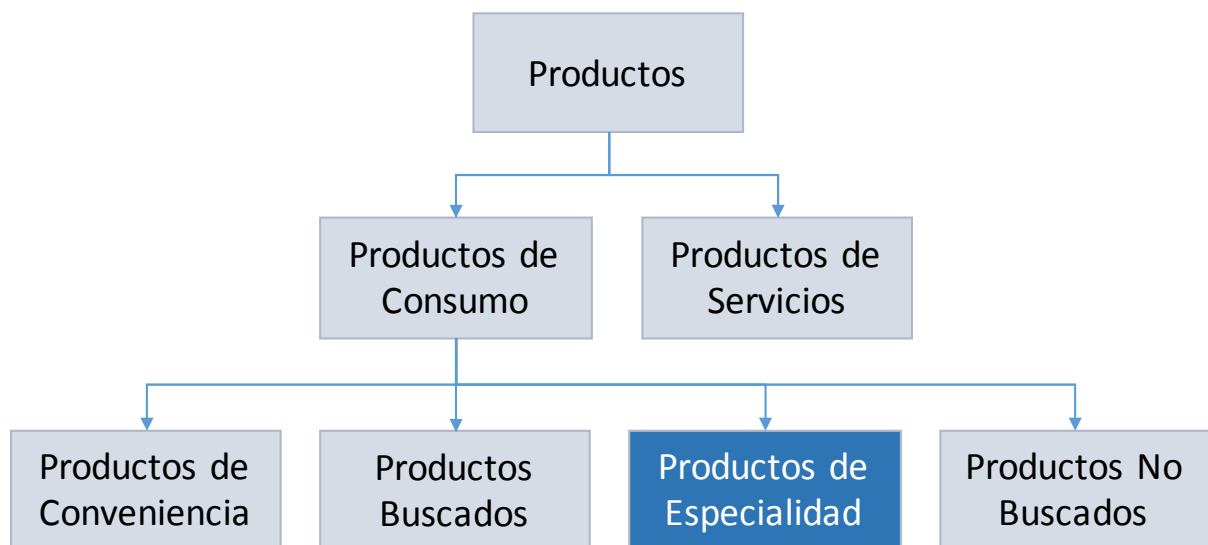 Productos
Productos de
Consumo
Productos de
Servicios
Productos de
Conveniencia
Productos
Buscados
Productos de
Especialidad
Productos No
Buscados